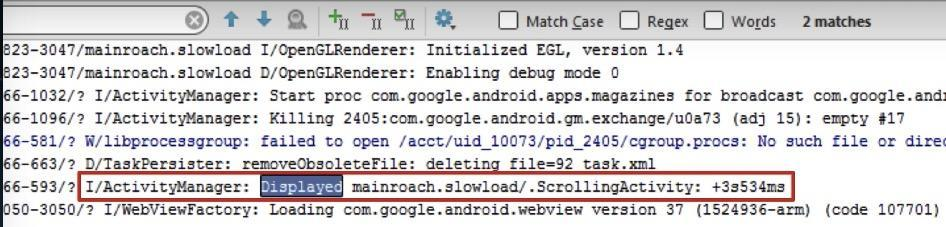 Match Case Regex Words 2 matches
823-3047/mainroach.slowload I/OpenGLRenderer: Initialized EGL, version 1.4
823-3047/mainroach.slowload D/OpenGLRenderer: Enabling debug mode 0
66-1032/? I/ActivityManager: Start proc com.google.android.apps.magazines for broadcast com.google.an
66-1096/? I/ActivityManager: Killing 2405:com.google.android.gm.exchange/u0a73 (adj 15): empty #17
66-581/? W/libprocessgroup: failed to open /acct/uid_10073/pid_2405/cgroup.procs: No such file or direc
66-663/? D/TaskPersister: removeObsoleteFile: deleting file=92_task.xml
66-593/? I/ActivityManager: Displayed mainroach.slowload/.ScrollingActivity: +3s534ms
050-3050/? I/WebViewFactory: Loading com.google.android.webview version 37 (1524936-arm) (code 107701)